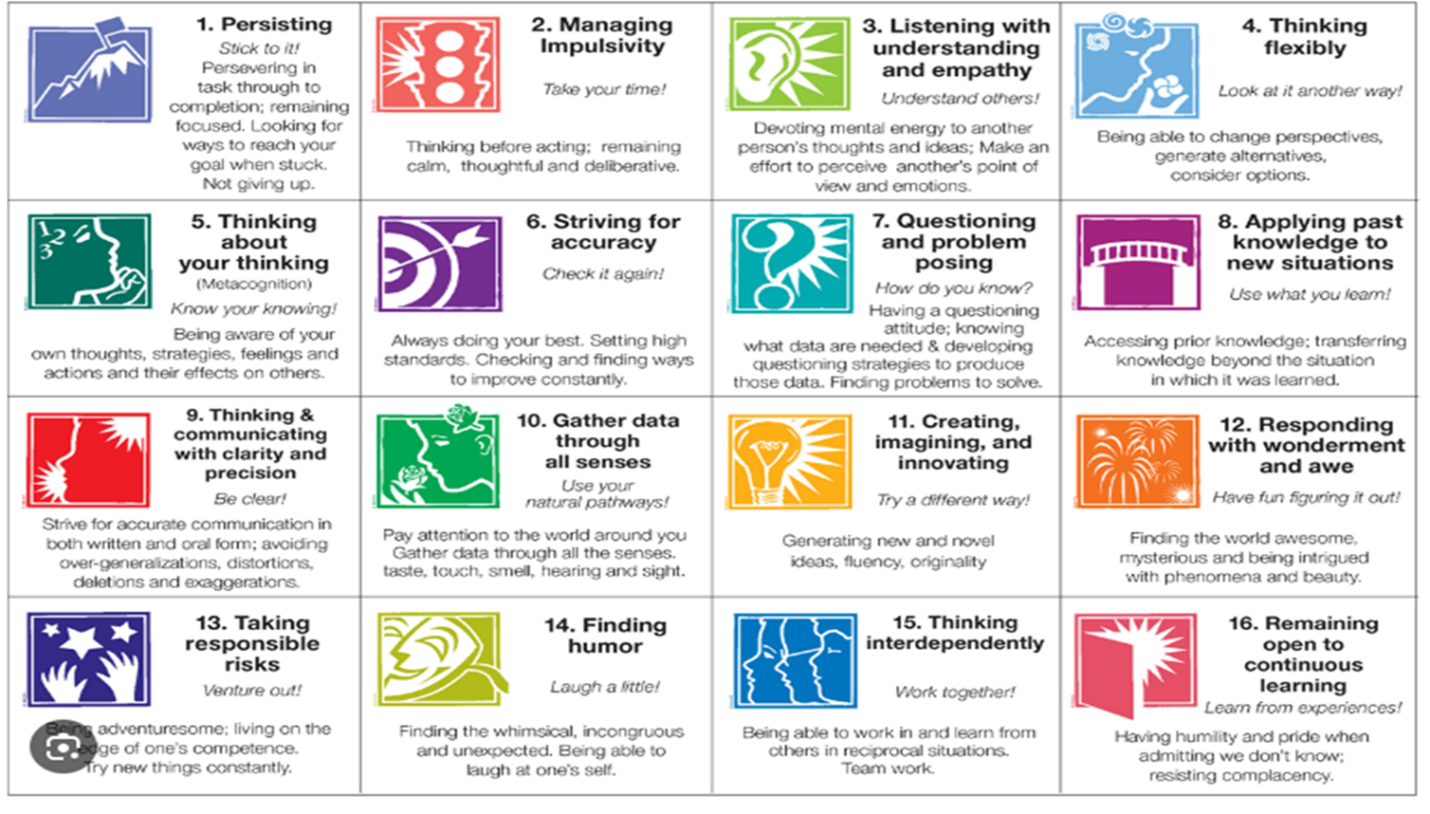 1. Persisting
Stick to it!
Persevering in
task through to
completion; remaining
focused. Looking for
ways to reach your
goal when stuck.
Not giving up.
2. Managing
Impulsivity
Take your time!
Thinking before acting; remaining
calm, thoughtful and deliberative.
3. Listening with
understanding
and empathy
Understand others!
Devoting mental energy to another
person's thoughts and ideas; Make an
effort to perceive another's point of
view and emotions.
4. Thinking
flexibly
Look at it another way!
Being able to change perspectives,
generate alternatives,
consider options.
5. Thinking
about
your thinking
(Metacognition)
Know your knowing!
Being aware of your
own thoughts, strategies, feelings and
actions and their effects on others.
1 2
3
6. Striving for
accuracy
Check it again!
Always doing your best. Setting high
standards. Checking and finding ways
to improve constantly.
7. Questioning
and problem
posing
How do you know?
Having a questioning
attitude; knowing
what data are needed & developing
questioning strategies to produce
those data. Finding problems to solve.
?
8. Applying past
knowledge to
new situations
Use what you learn!
Accessing prior knowledge; transferring
knowledge beyond the situation
in which it was learned.
9. Thinking &
communicating
with clarity and
precision
Be clear!
Strive for accurate communication in
both written and oral form; avoiding
over-generalizations, distortions,
deletions and exaggerations.
10. Gather data
through
all senses
Use your
natural pathways!
Pay attention to the world around you
Gather data through all the senses.
taste, touch, smell, hearing and sight.
11. Creating,
imagining, and
innovating
Try a different way!
Generating new and novel
ideas, fluency, originality
12. Responding
with wonderment
and awe
Have fun figuring it out!
Finding the world awesome,
mysterious and being intrigued
with phenomena and beauty.
13. Taking
responsible
risks
Venture out!
Being adventuresome; living on the
edge of one's competence.
Try new things constantly.
14. Finding
humor
Laugh a little!
Finding the whimsical, incongruous
and unexpected. Being able to
laugh at one's self.
15. Thinking
interdependently
Work together!
Being able to work in and learn from
others in reciprocal situations.
Team work.
16. Remaining
open to
continuous
learning
Learn from experiences!
Having humility and pride when
admitting we don't know;
resisting complacency.